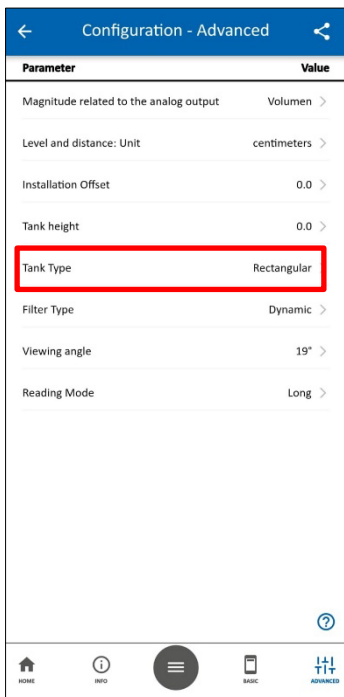 Configuration - Advanced
Parameter Value
Magnitude related to the analog output Volumen
Level and distance: Unit centimeters
Installation Offset 0.0
Tank height 0.0
Tank Type Rectangular
Filter Type Dynamic
Viewing angle 19°
Reading Mode Long
HOME INFO BASIC ADVANCED